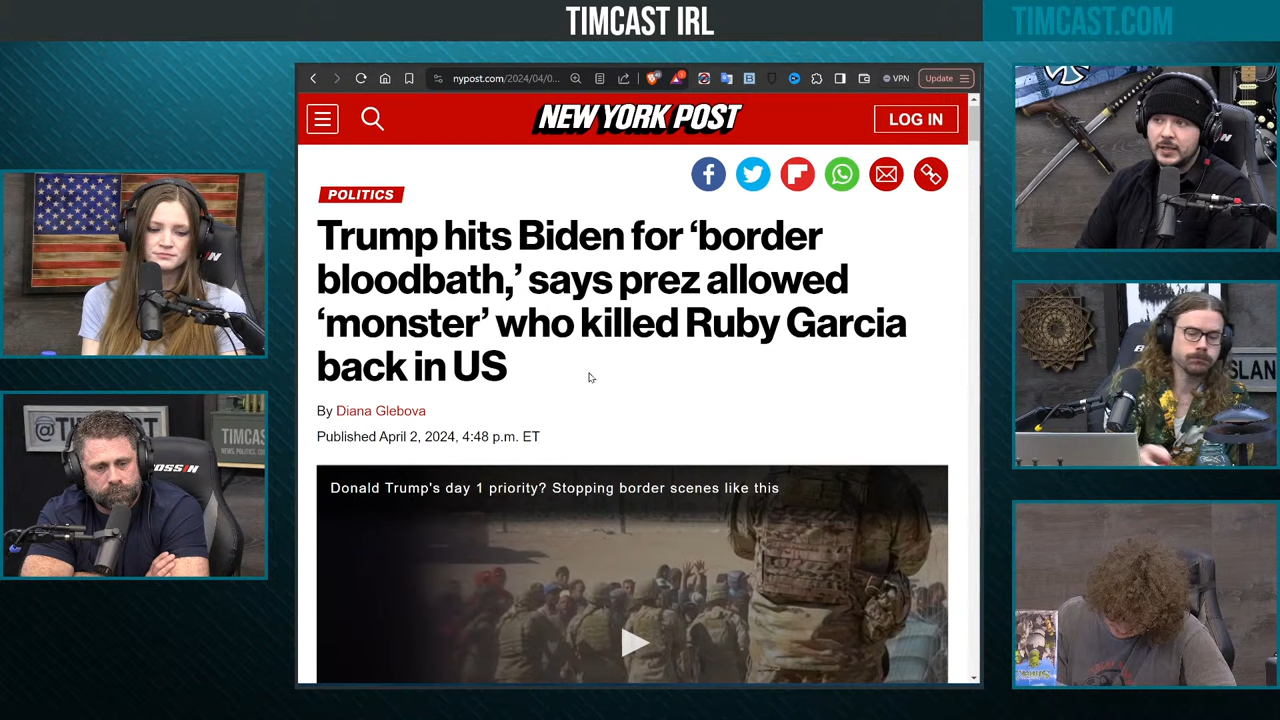 TIMCAST IRL
TIMCAST.COM
nypost.com/2024/04/0...
VPN
Update
NEW YORK POST
LOG IN
POLITICS
Trump hits Biden for ‘border
bloodbath,’ says prez allowed
‘monster’ who killed Ruby Garcia
back in US
By Diana Glebova
Published April 2, 2024, 4:48 p.m. ET
Donald Trump's day 1 priority? Stopping border scenes like this
TIMCAS
SLAN